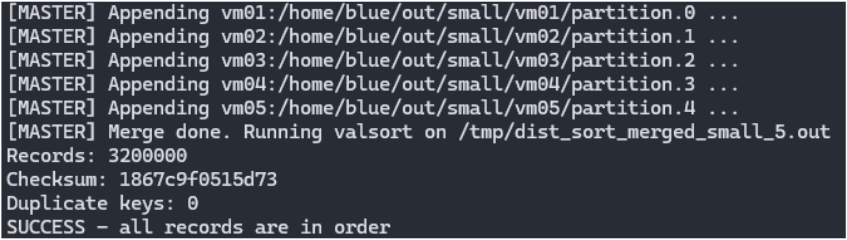 [MASTER] Appending vm01:/home/blue/out/small/vm01/partition.0 ...
[MASTER] Appending vm02:/home/blue/out/small/vm02/partition.1 ...
[MASTER] Appending vm03:/home/blue/out/small/vm03/partition.2 ...
[MASTER] Appending vm04:/home/blue/out/small/vm04/partition.3 ...
[MASTER] Appending vm05:/home/blue/out/small/vm05/partition.4 ...
[MASTER] Merge done. Running valsort on /tmp/dist_sort_merged_small_5.out
Records: 3200000
Checksum: 1867c9f0515d73
Duplicate keys: 0
SUCCESS - all records are in order